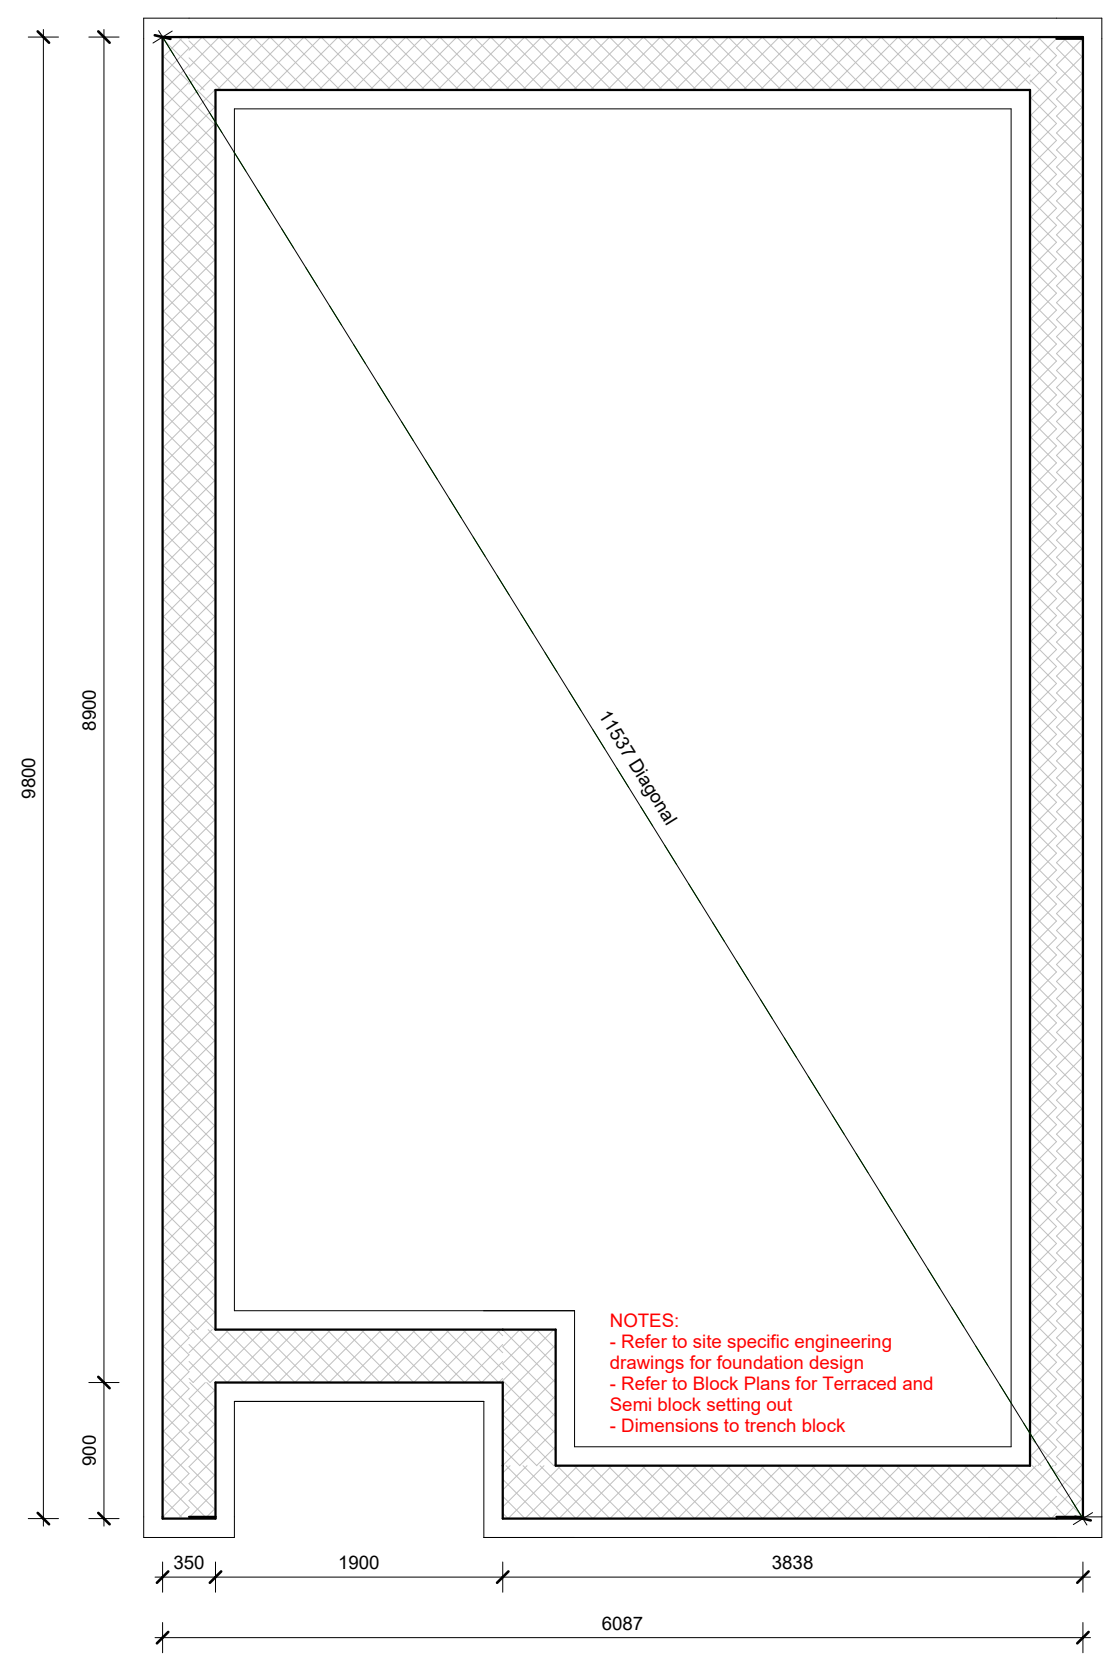 8900
9800
11537 Diagonal
NOTES:
- Refer to site specific engineering
drawings for foundation design
- Refer to Block Plans for Terraced and
Semi block setting out
- Dimensions to trench block
900
350
1900
3838
6087